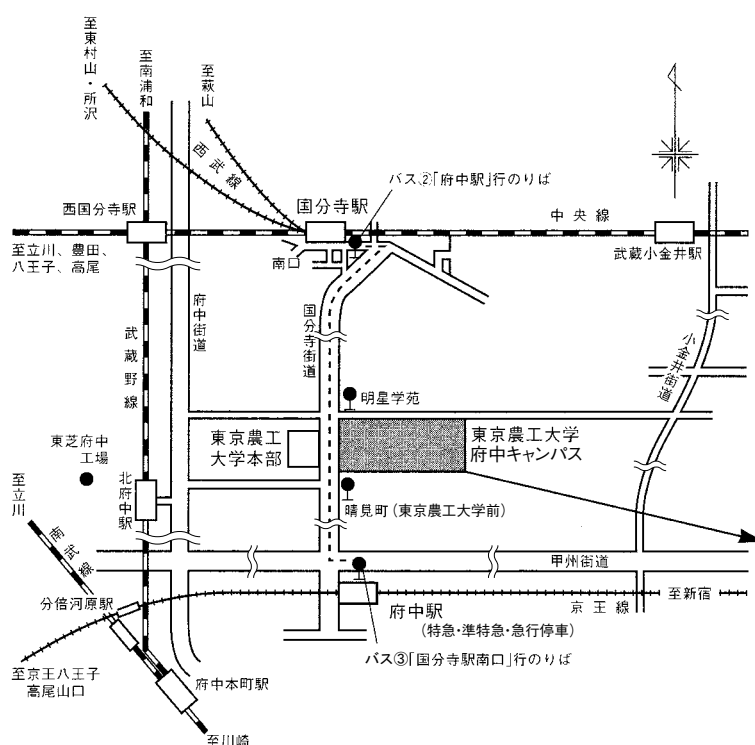 至東村山・所沢
至南浦和
至萩山
西武線
バス②「府中駅」行のりば
西国分寺駅
国分寺駅
中央線
武蔵小金井駅
至立川、豊田、
八王子、高尾
南口
府中街道
国分寺街道
武蔵野線
小金井街道
明星学苑
東芝府中
工場
東京農工
大学本部
東京農工大学
府中キャンパス
北府中駅
至立川
南武線
晴見町(東京農工大学前)
甲州街道
分倍河原駅
府中駅
(特急・準特急・急行停車)
京王線
至新宿
至京王八王子
高尾山口
府中本町駅
バス③「国分寺駅南口」行のりば
至川崎